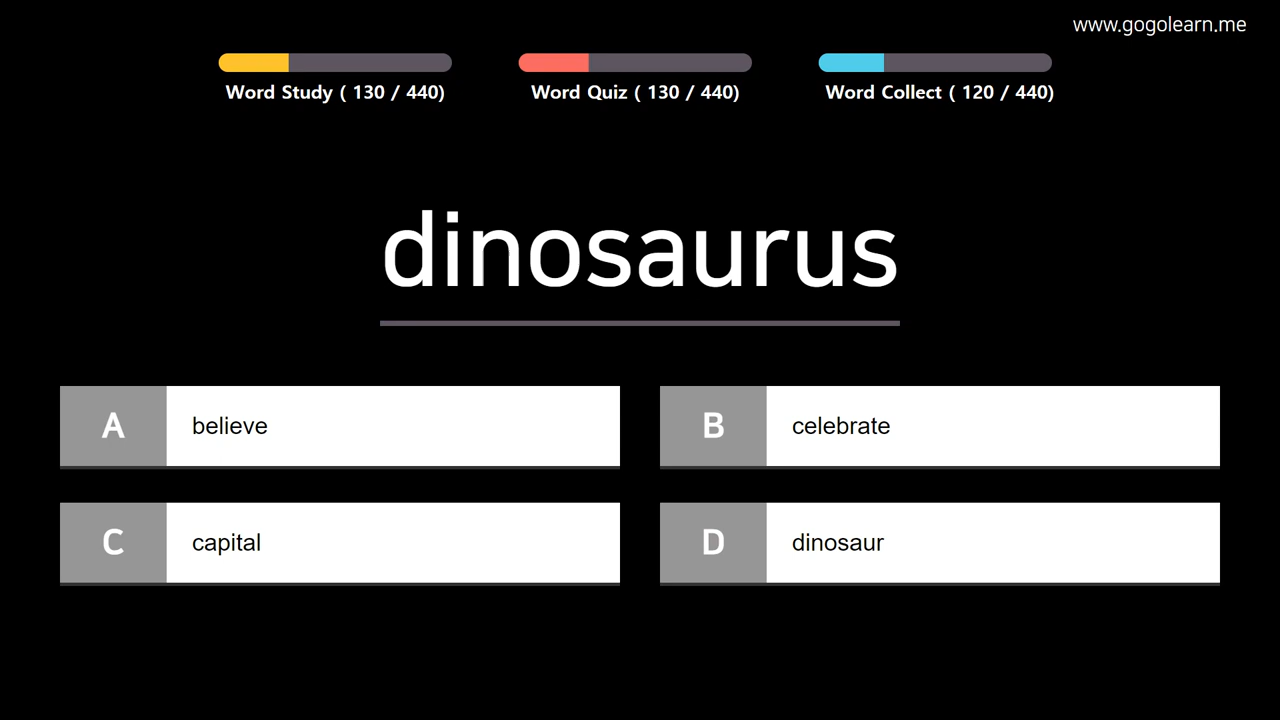 www.gogolearn.me
Word Study ( 130 / 440)
Word Quiz ( 130 / 440)
Word Collect ( 120 / 440)
dinosaurus
A believe
B celebrate
C capital
D dinosaur